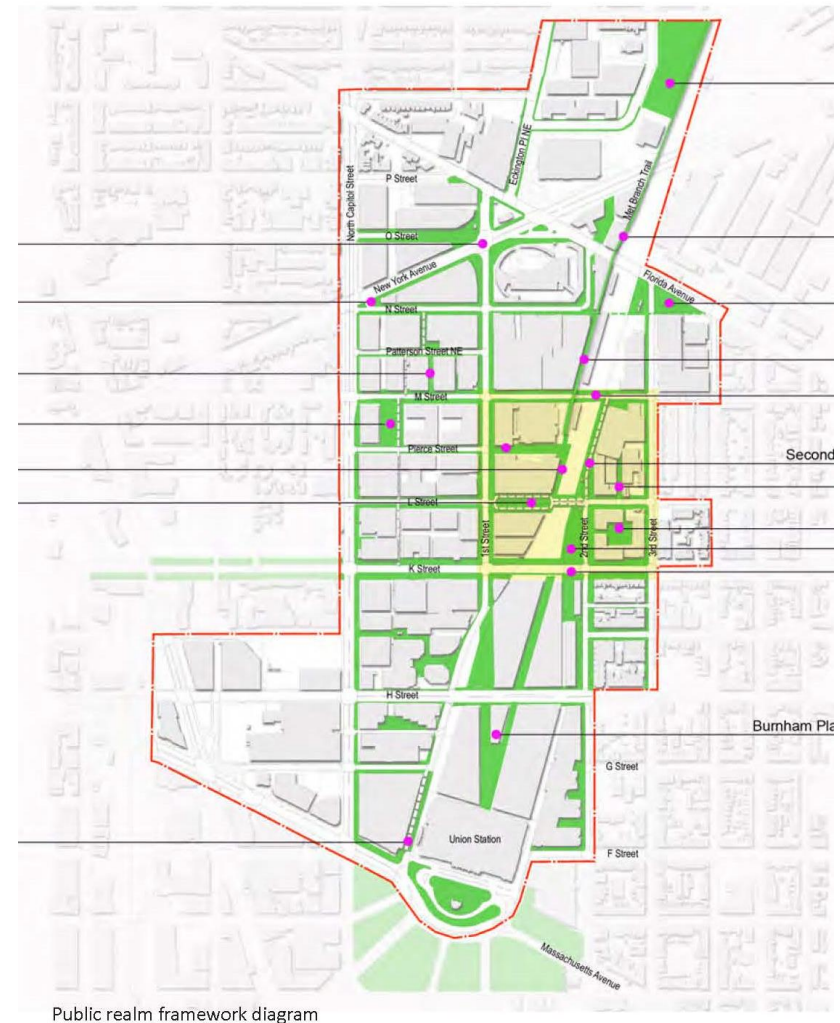 Eckington Pl NE
P Street
North Capitol Street
Met Branch Trail
O Street
New York Avenue
Florida Avenue
N Street
Patterson Street NE
M Street
Pierce Street
Second
L Street
1st Street
2nd Street
3rd Street
K Street
H Street
Burnham Pla
G Street
Union Station
F Street
Massachusetts Avenue
Public realm framework diagram